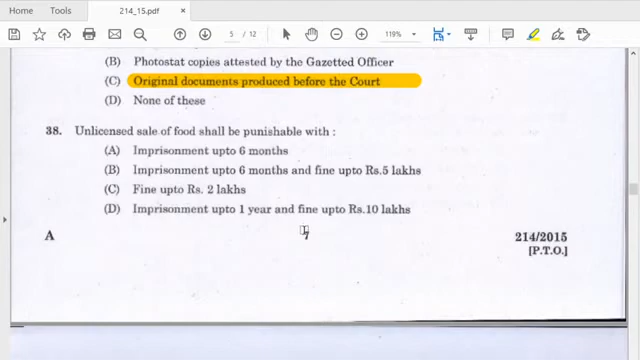 Home
Tools
214_15.pdf
5 / 12
119%
(B) Photostat copies attested by the Gazetted Officer
(C) Original documents produced before the Court
(D) None of these
38. Unlicensed sale of food shall be punishable with :
(A) Imprisonment upto 6 months
(B) Imprisonment upto 6 months and fine upto Rs.5 lakhs
(C) Fine upto Rs. 2 lakhs
(D) Imprisonment upto 1 year and fine upto Rs.10 lakhs
A 7 214/2015
[P.T.O.]